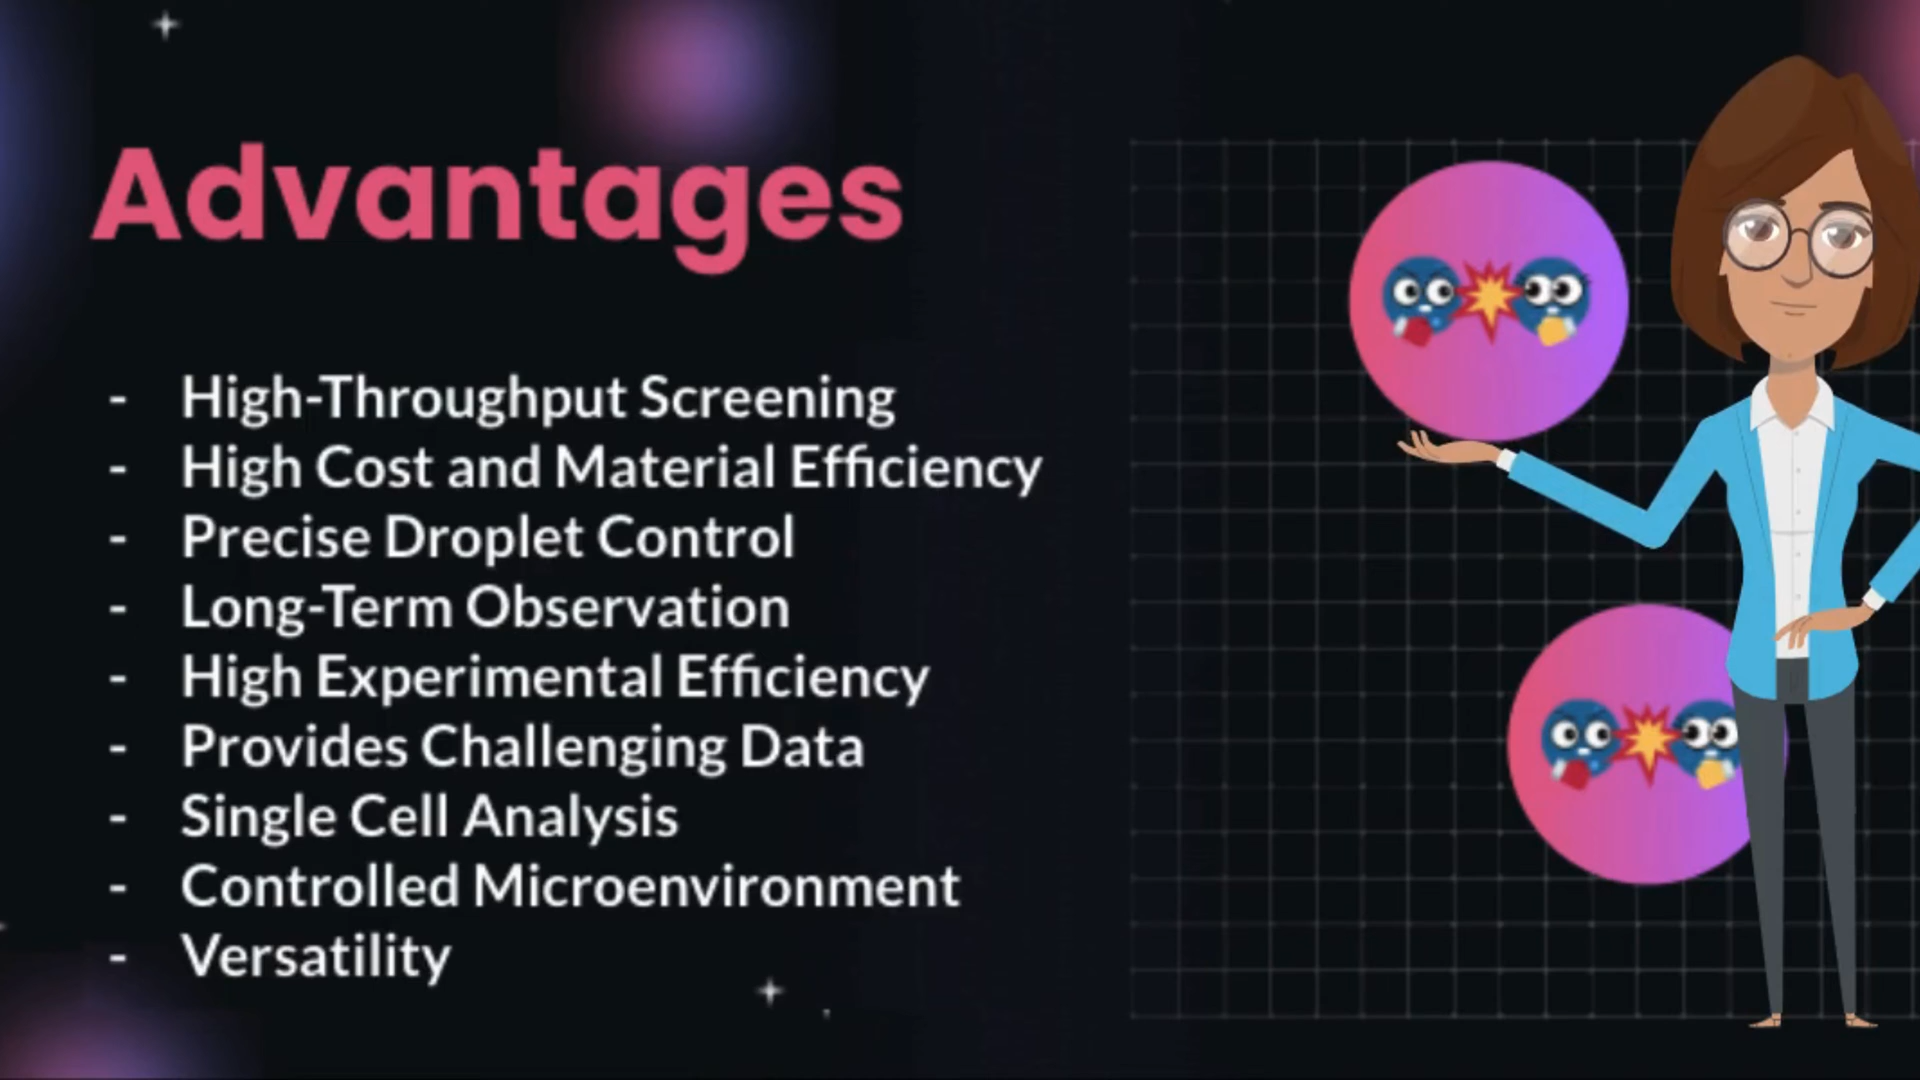 Advantages
- High-Throughput Screening
- High Cost and Material Efficiency
- Precise Droplet Control
- Long-Term Observation
- High Experimental Efficiency
- Provides Challenging Data
- Single Cell Analysis
- Controlled Microenvironment
- Versatility